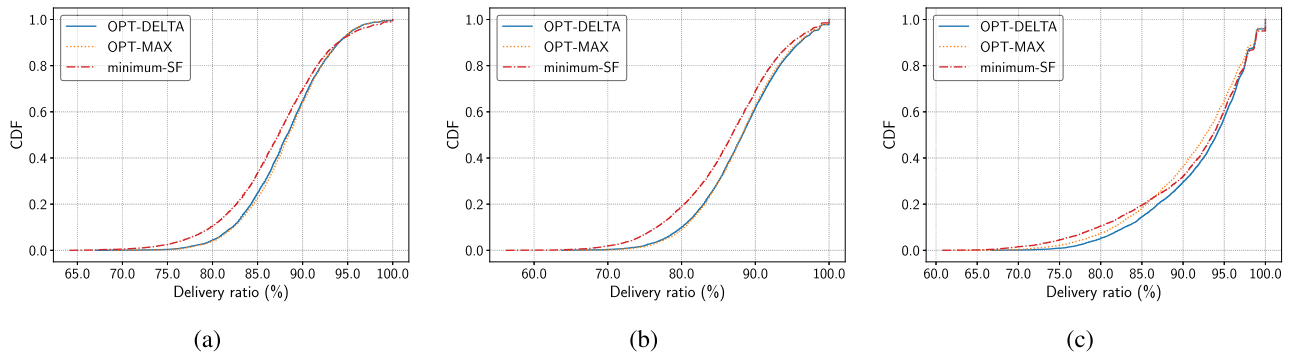 1.0
0.8
0.6
0.4
0.2
0.0
CDF
OPT-DELTA
OPT-MAX
minimum-SF
65.0 70.0 75.0 80.0 85.0 90.0 95.0 100.0
Delivery ratio (%)
(a)
1.0
0.8
0.6
0.4
0.2
0.0
CDF
OPT-DELTA
OPT-MAX
minimum-SF
60.0 70.0 80.0 90.0 100.0
Delivery ratio (%)
(b)
1.0
0.8
0.6
0.4
0.2
0.0
CDF
OPT-DELTA
OPT-MAX
minimum-SF
60.0 65.0 70.0 75.0 80.0 85.0 90.0 95.0 100.0
Delivery ratio (%)
(c)